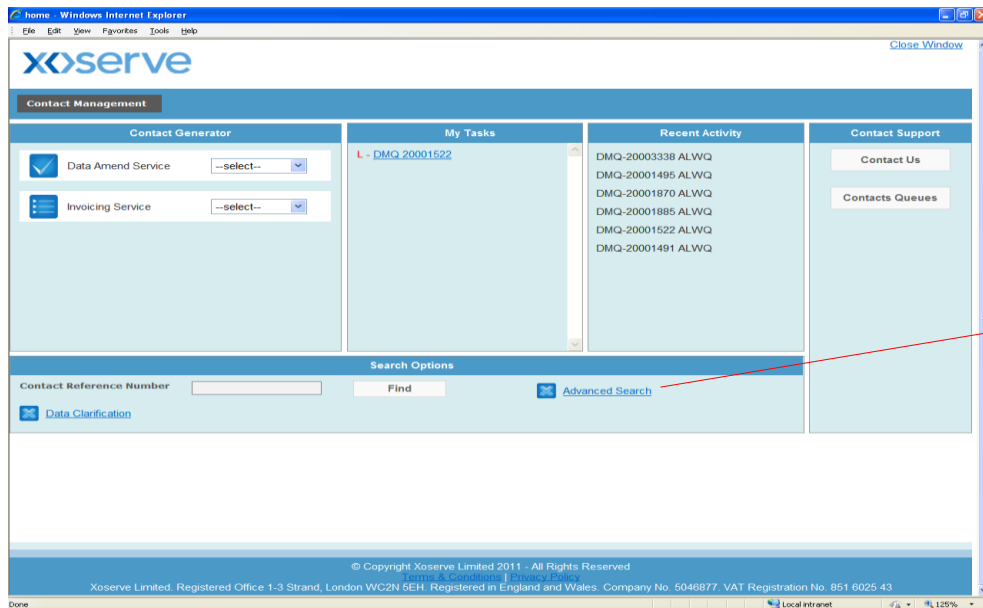 home - Windows Internet Explorer
File Edit View Favorites Tools Help
Close Window
xoserve
Contact Management
Contact Generator
Data Amend Service --select--
Invoicing Service --select--
My Tasks
L - DMQ 20001522
Recent Activity
DMQ-20003338 ALWQ
DMQ-20001495 ALWQ
DMQ-20001870 ALWQ
DMQ-20001885 ALWQ
DMQ-20001522 ALWQ
DMQ-20001491 ALWQ
Contact Support
Contact Us
Contacts Queues
Search Options
Contact Reference Number Find Advanced Search
Data Clarification
© Copyright Xoserve Limited 2011 - All Rights Reserved
Terms & Conditions | Privacy Policy
Xoserve Limited. Registered Office 1-3 Strand, London WC2N 5EH. Registered in England and Wales. Company No. 5046877. VAT Registration No. 851 6025 43
Done Local intranet 125%